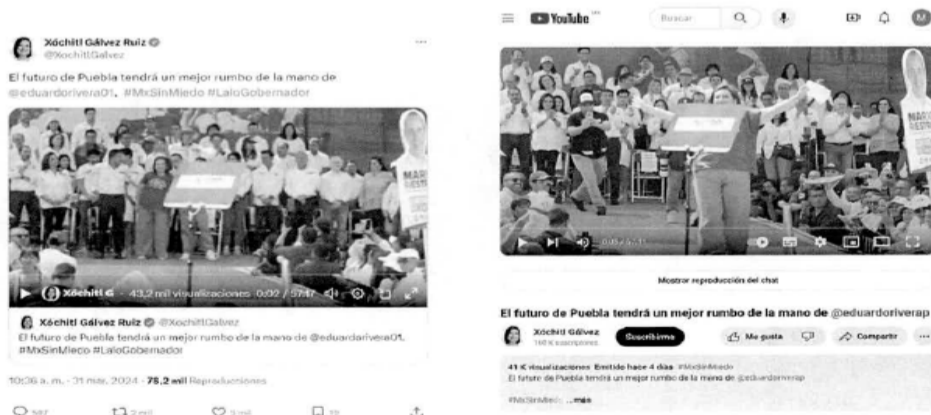 Xóchitl Gálvez Ruiz
@XochitlGalvez
El futuro de Puebla tendrá un mejor rumbo de la mano de
@eduardorivera01. #MxSinMiedo #LaloGobernador
Xóchitl G · 43,2 mil visualizaciones 0:02 / 57:17
Xóchitl Gálvez Ruiz @XochitlGalvez
El futuro de Puebla tendrá un mejor rumbo de la mano de @eduardorivera01.
#MxSinMiedo #LaloGobernador
10:36 a. m. · 31 mar. 2024 · 78,2 mil Reproducciones
YouTube
Buscar
M
Mostrar reproducción del chat
El futuro de Puebla tendrá un mejor rumbo de la mano de @eduardoriverap
Xóchitl Gálvez
Suscribirme
Me gusta
Compartir
41 K visualizaciones Emitido hace 4 días #MxSinMiedo
El futuro de Puebla tendrá un mejor rumbo de la mano de @eduardoriverap
#MxSinMiedo ...más